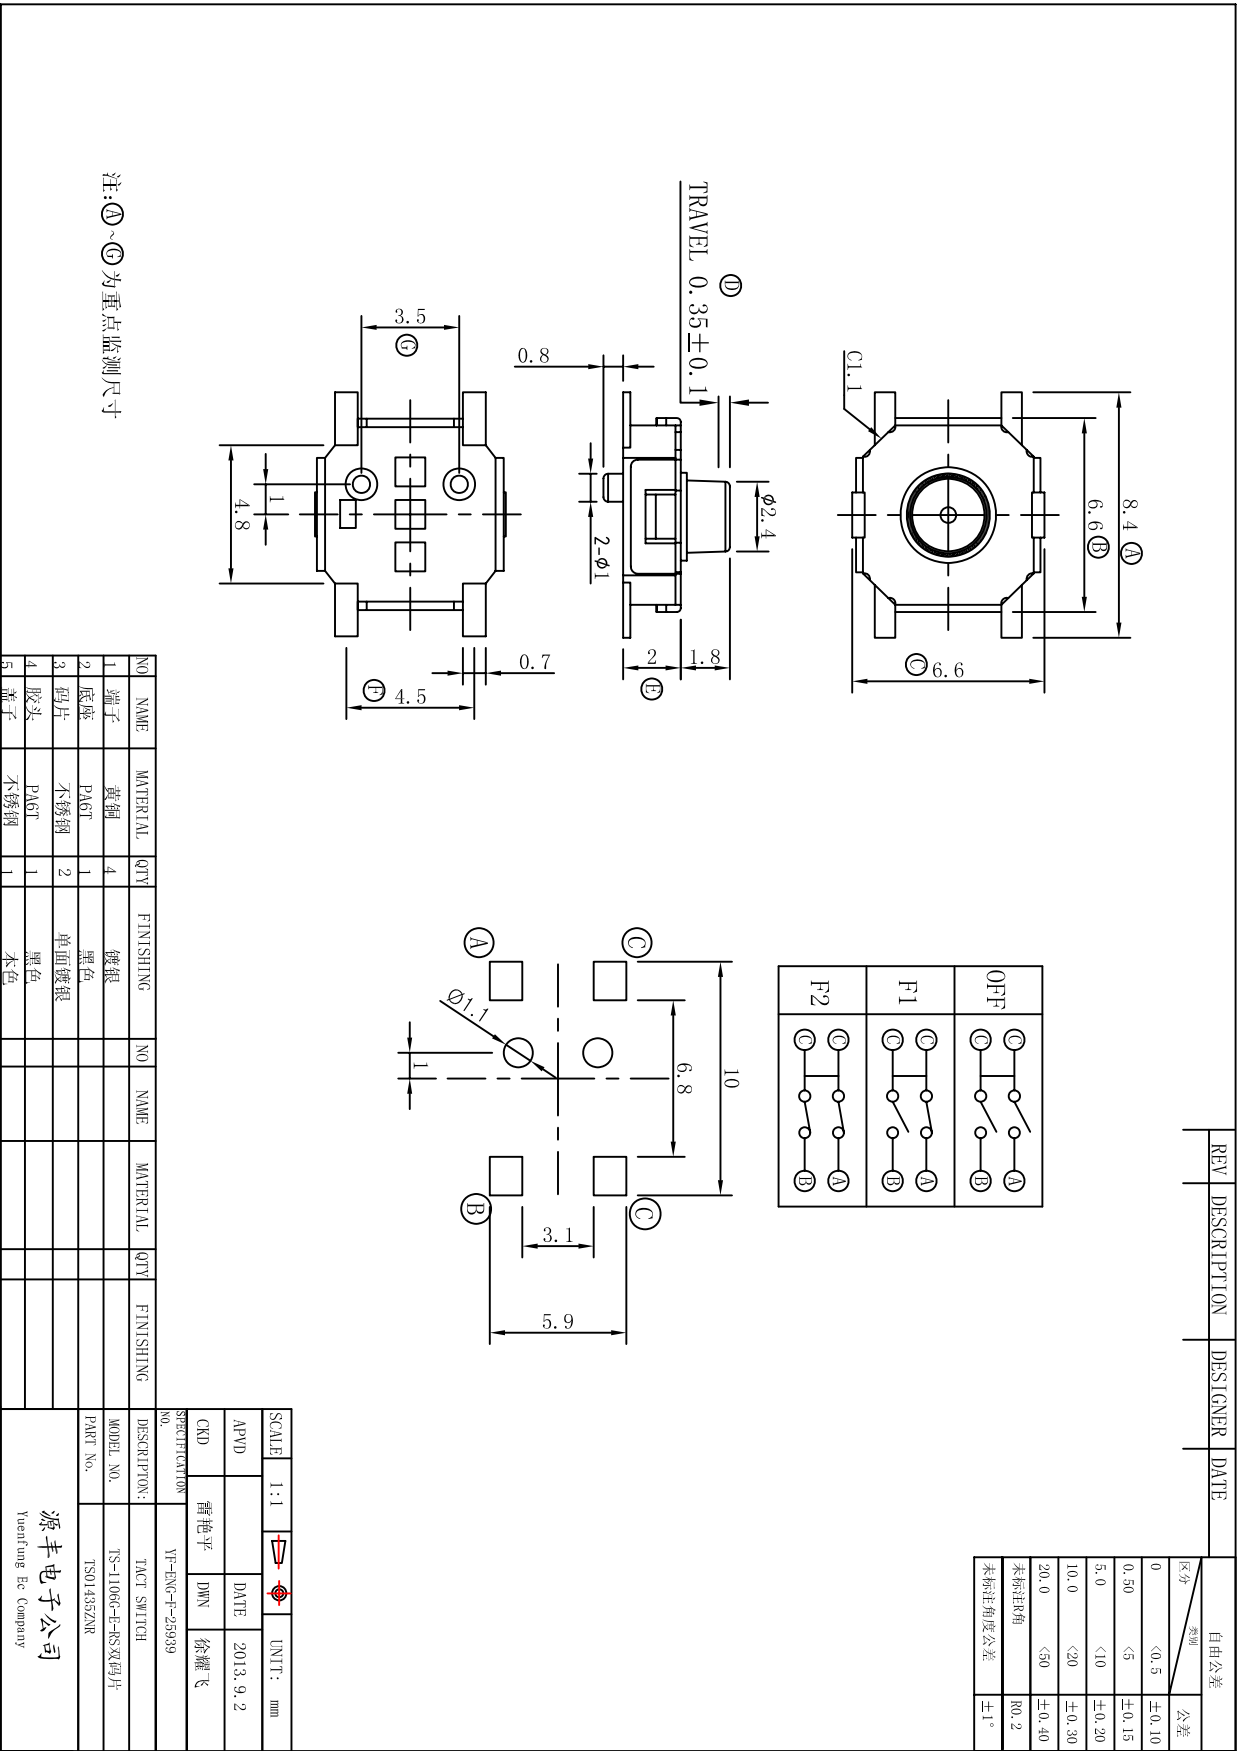 REV DESCRIPTION DESIGNER DATE
自由公差
区分 类别 公差
0 <0.5 ±0.10
0.50 <5 ±0.15
5.0 <10 ±0.20
10.0 <20 ±0.30
20.0 <50 ±0.40
未标注R角 R0.2
未标注角度公差 ±1°
8.4 A
6.6 B
C1.1
C 6.6
D
TRAVEL 0.35±0.1
ϕ2.4
1.8
2
E
0.8
2-ϕ1
3.5
G
0.7
F 4.5
1
4.8
OFF C A
C B
F1 C A
C B
F2 C A
C B
10
6.8
C
A
C
B
Ø1.1
1
3.1
5.9
注:A~G为重点监测尺寸
NO NAME MATERIAL QTY FINISHING NO NAME MATERIAL QTY FINISHING
1 端子 黄铜 4 镀银
2 底座 PA6T 1 黑色
3 码片 不锈钢 2 单面镀银
4 胶头 PA6T 1 黑色
5 盖子 不锈钢 1 本色
SCALE 1:1 UNIT: mm
APVD DATE 2013.9.2
CKD 雷艳平 DWN 徐耀飞
SPECIFICATION NO. YF-ENG-F-25939
DESCRIPTON: TACT SWITCH
MODEL NO. TS-1106G-E-RS双码片
PART No. TS01435ZNR
源丰电子公司
Yuenfung Ec Company